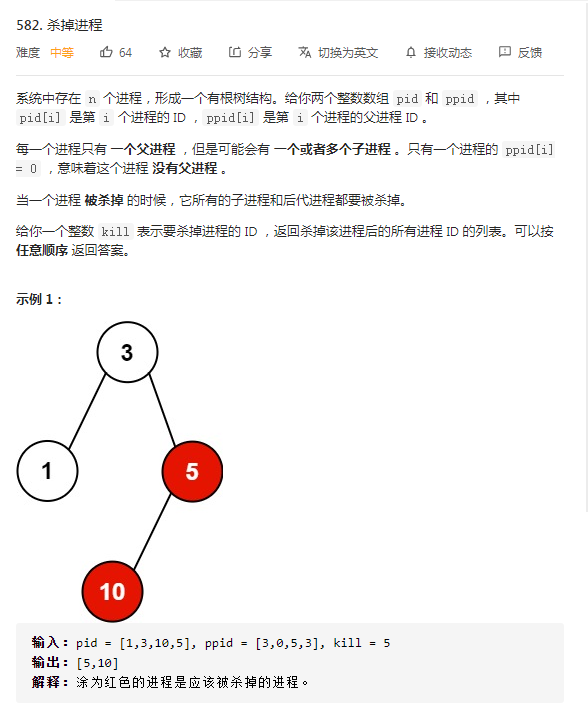 582. 杀掉进程
难度 中等 64 收藏 分享 切换为英文 接收动态 反馈
系统中存在 n 个进程，形成一个有根树结构。给你两个整数数组 pid 和 ppid ，其中
pid[i] 是第 i 个进程的 ID ，ppid[i] 是第 i 个进程的父进程 ID 。
每一个进程只有 一个父进程 ，但是可能会有 一个或者多个子进程 。只有一个进程的 ppid[i]
= 0 ，意味着这个进程 没有父进程 。
当一个进程 被杀掉 的时候，它所有的子进程和后代进程都要被杀掉。
给你一个整数 kill 表示要杀掉​​进程的 ID ，返回杀掉该进程后的所有进程 ID 的列表。可以按
任意顺序 返回答案。
示例 1：
3
1
5
10
输入：pid = [1,3,10,5], ppid = [3,0,5,3], kill = 5
输出：[5,10]
解释：涂为红色的进程是应该被杀掉的进程。